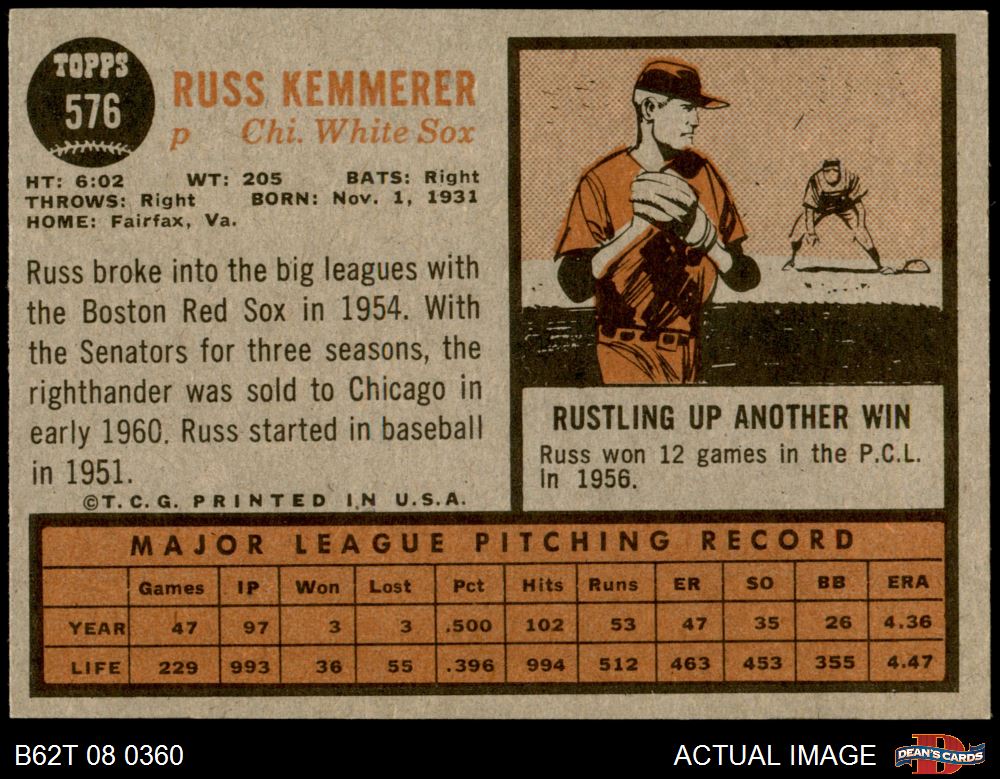 TOPPS
576
RUSS KEMMERER
p Chi. White Sox
HT: 6:02 WT: 205 BATS: Right
THROWS: Right BORN: Nov. 1, 1931
HOME: Fairfax, Va.
Russ broke into the big leagues with
the Boston Red Sox in 1954. With
the Senators for three seasons, the
righthander was sold to Chicago in
early 1960. Russ started in baseball
in 1951.
©T.C.G. PRINTED IN U.S.A.
RUSTLING UP ANOTHER WIN
Russ won 12 games in the P.C.L.
In 1956.
MAJOR LEAGUE PITCHING RECORD
Games IP Won Lost Pct Hits Runs ER SO BB ERA
YEAR 47 97 3 3 .500 102 53 47 35 26 4.36
LIFE 229 993 36 55 .396 994 512 463 453 355 4.47
B62T 08 0360
ACTUAL IMAGE
D
DEAN'S CARDS